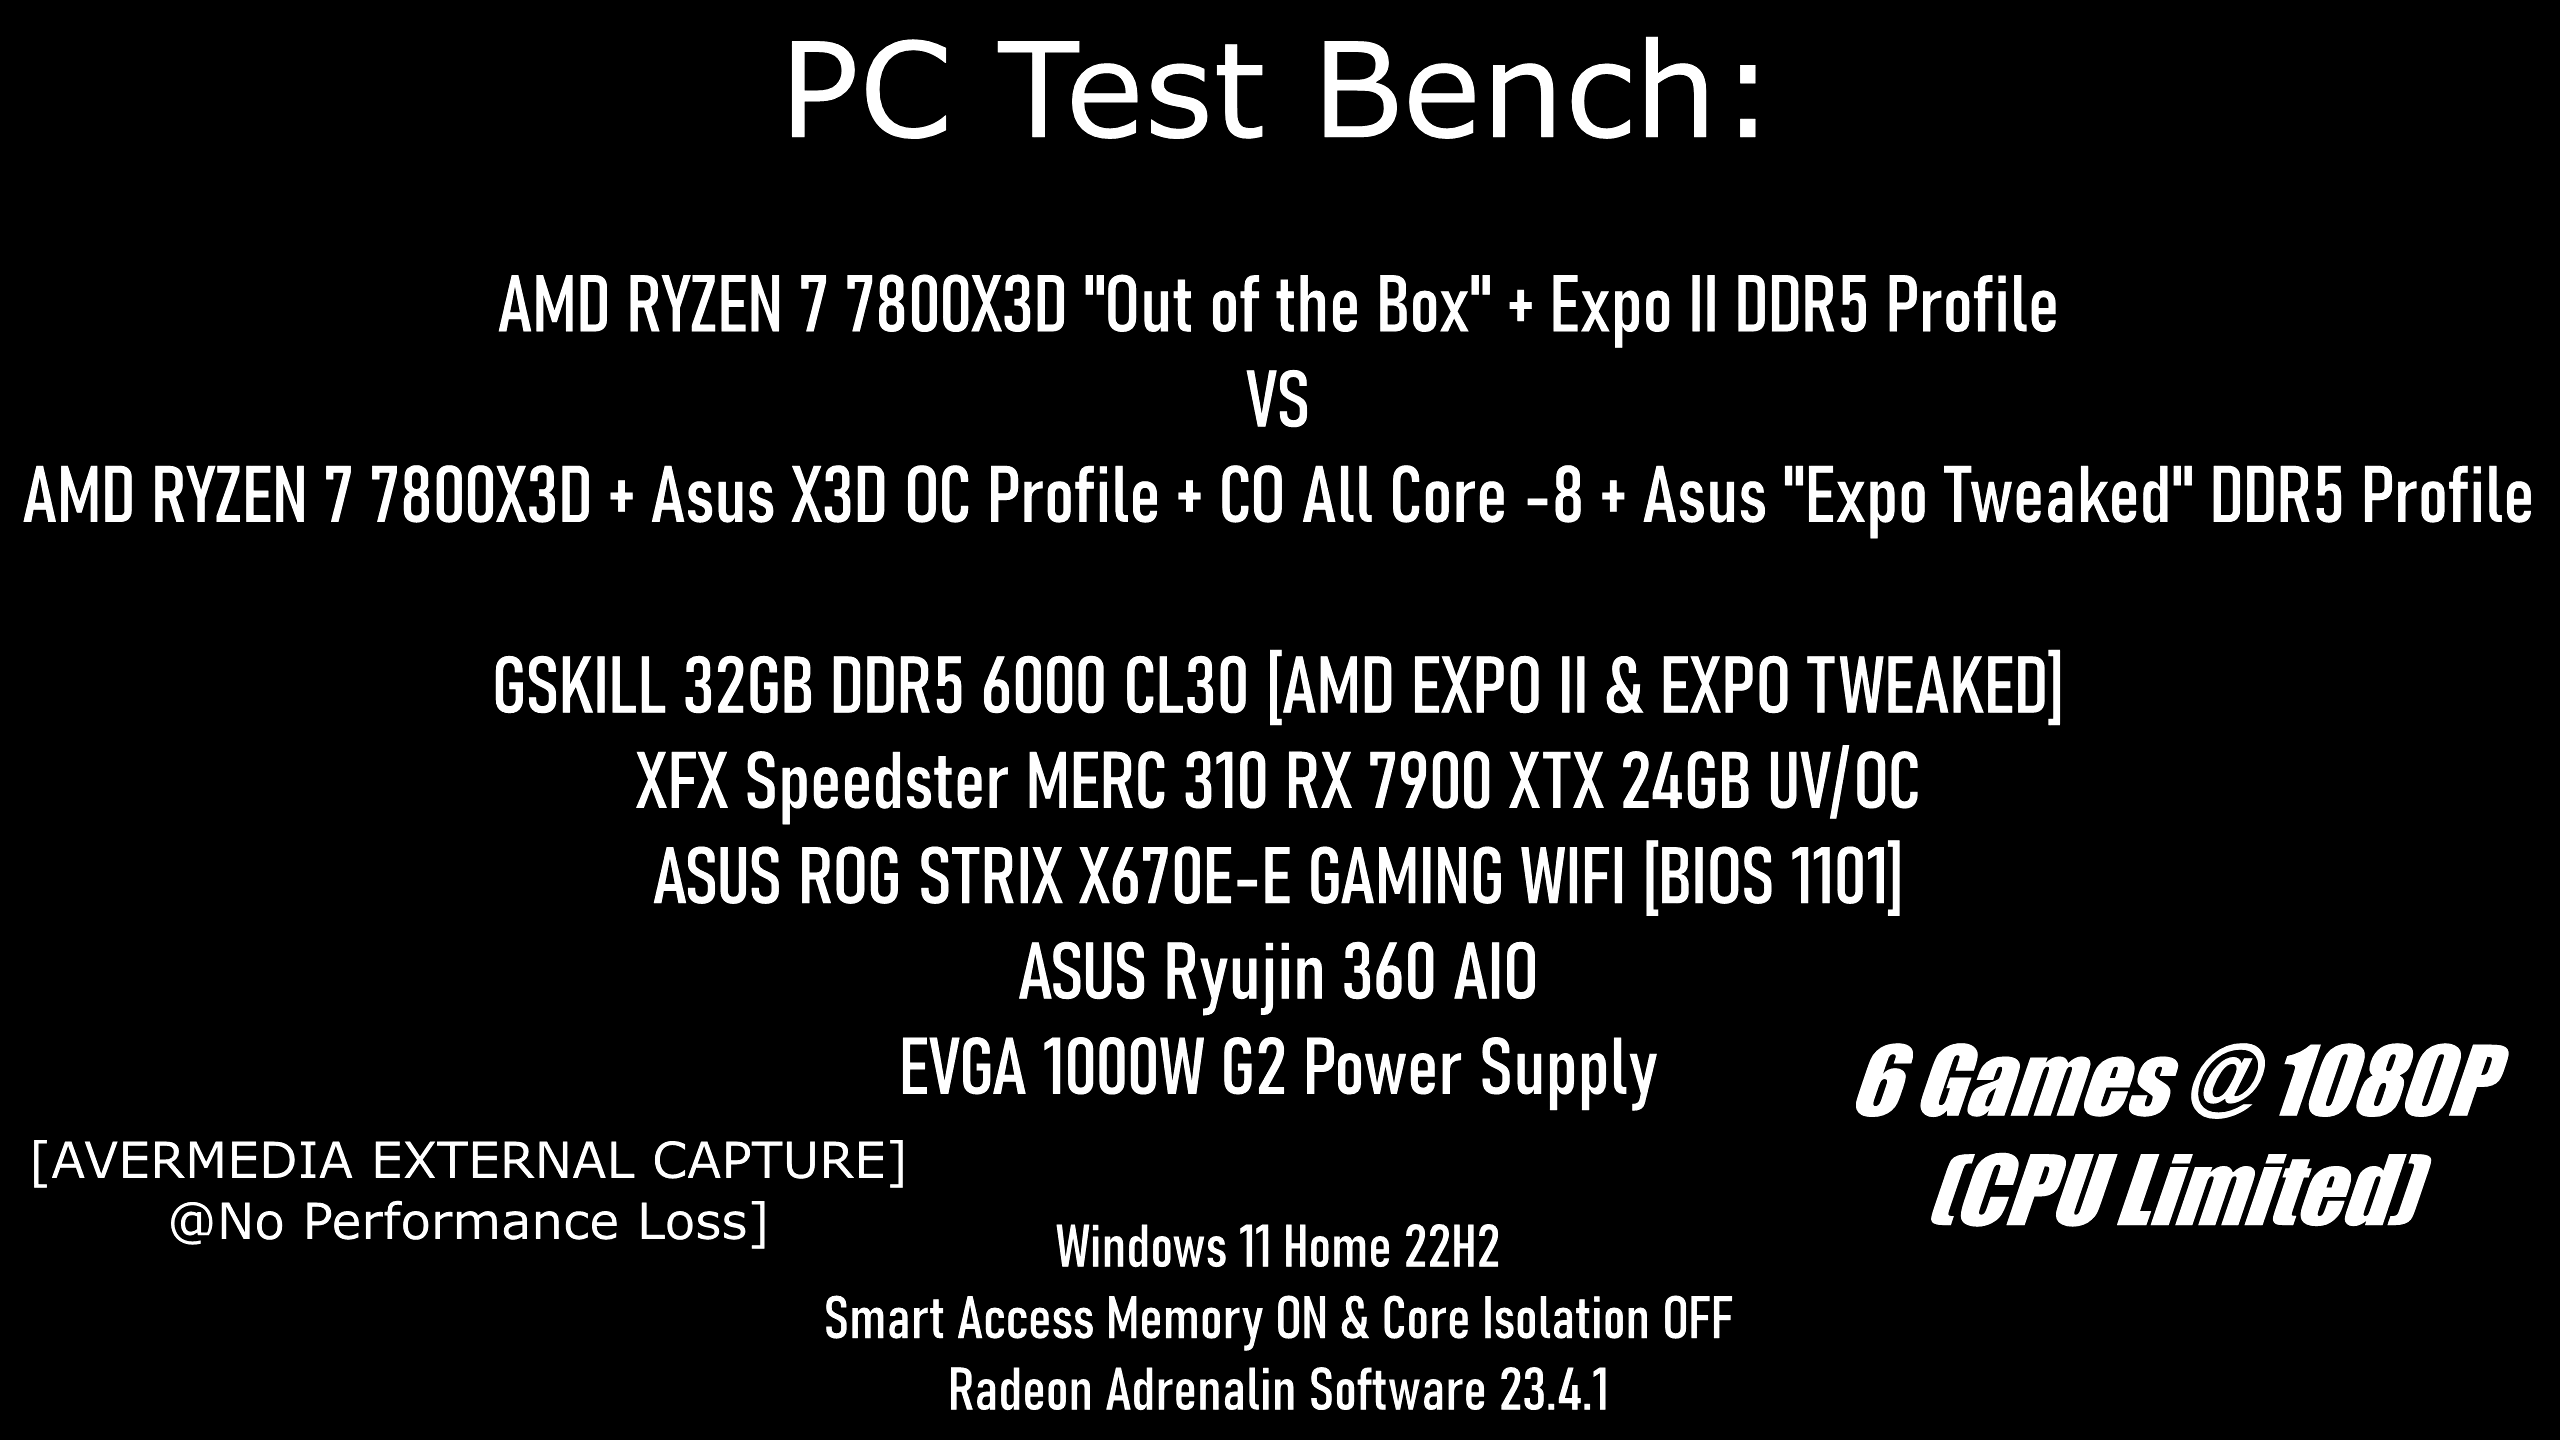 PC Test Bench:
AMD RYZEN 7 7800X3D "Out of the Box" + Expo II DDR5 Profile
VS
AMD RYZEN 7 7800X3D + Asus X3D OC Profile + CO All Core -8 + Asus "Expo Tweaked" DDR5 Profile
GSKILL 32GB DDR5 6000 CL30 [AMD EXPO II & EXPO TWEAKED]
XFX Speedster MERC 310 RX 7900 XTX 24GB UV/OC
ASUS ROG STRIX X670E-E GAMING WIFI [BIOS 1101]
ASUS Ryujin 360 AIO
EVGA 1000W G2 Power Supply
6 Games @ 1080P
(CPU Limited)
[AVERMEDIA EXTERNAL CAPTURE]
@No Performance Loss]
Windows 11 Home 22H2
Smart Access Memory ON & Core Isolation OFF
Radeon Adrenalin Software 23.4.1